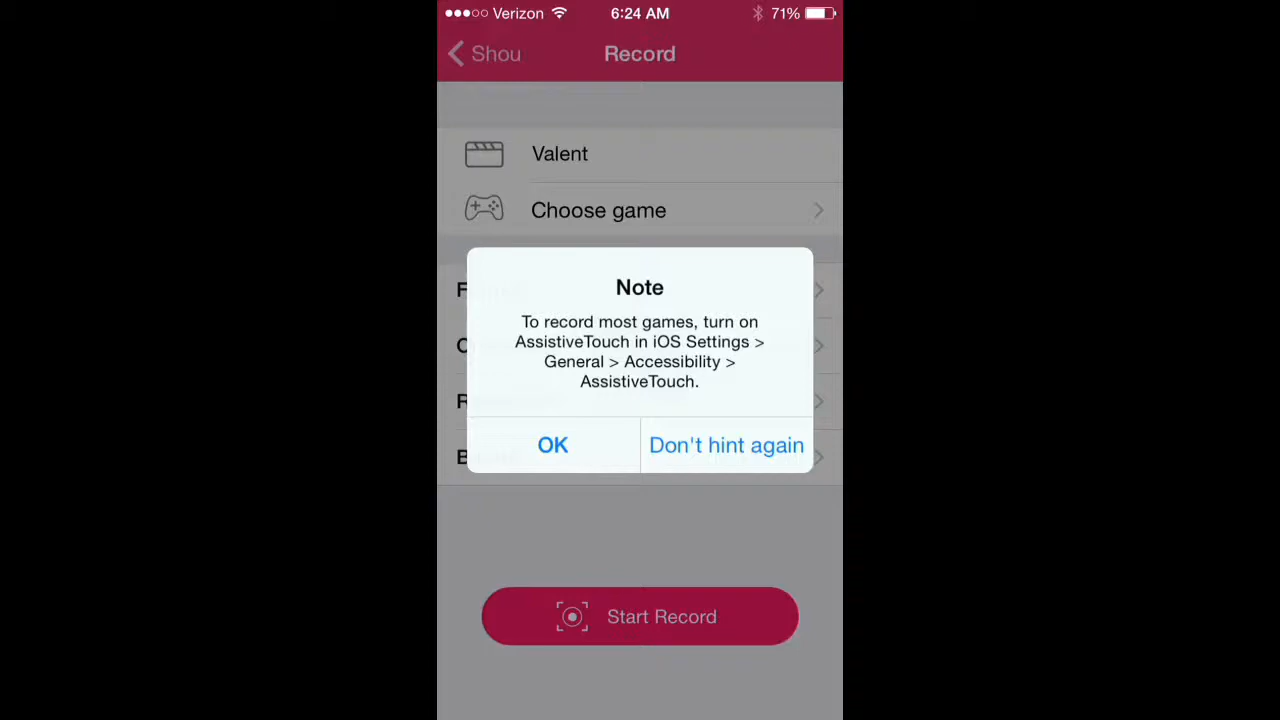 Verizon 6:24 AM 71%
Shou Record
Valent
Choose game
Note
To record most games, turn on
AssistiveTouch in iOS Settings >
General > Accessibility >
AssistiveTouch.
OK Don't hint again
Start Record